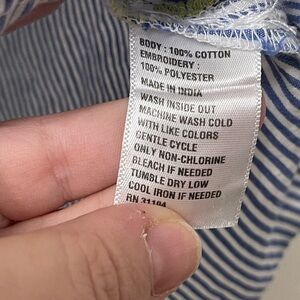 BODY : 100% COTTON
EMBROIDERY :
100% POLYESTER
MADE IN INDIA
WASH INSIDE OUT
MACHINE WASH COLD
WITH LIKE COLORS
GENTLE CYCLE
ONLY NON-CHLORINE
BLEACH IF NEEDED
TUMBLE DRY LOW
COOL IRON IF NEEDED
RN 31104